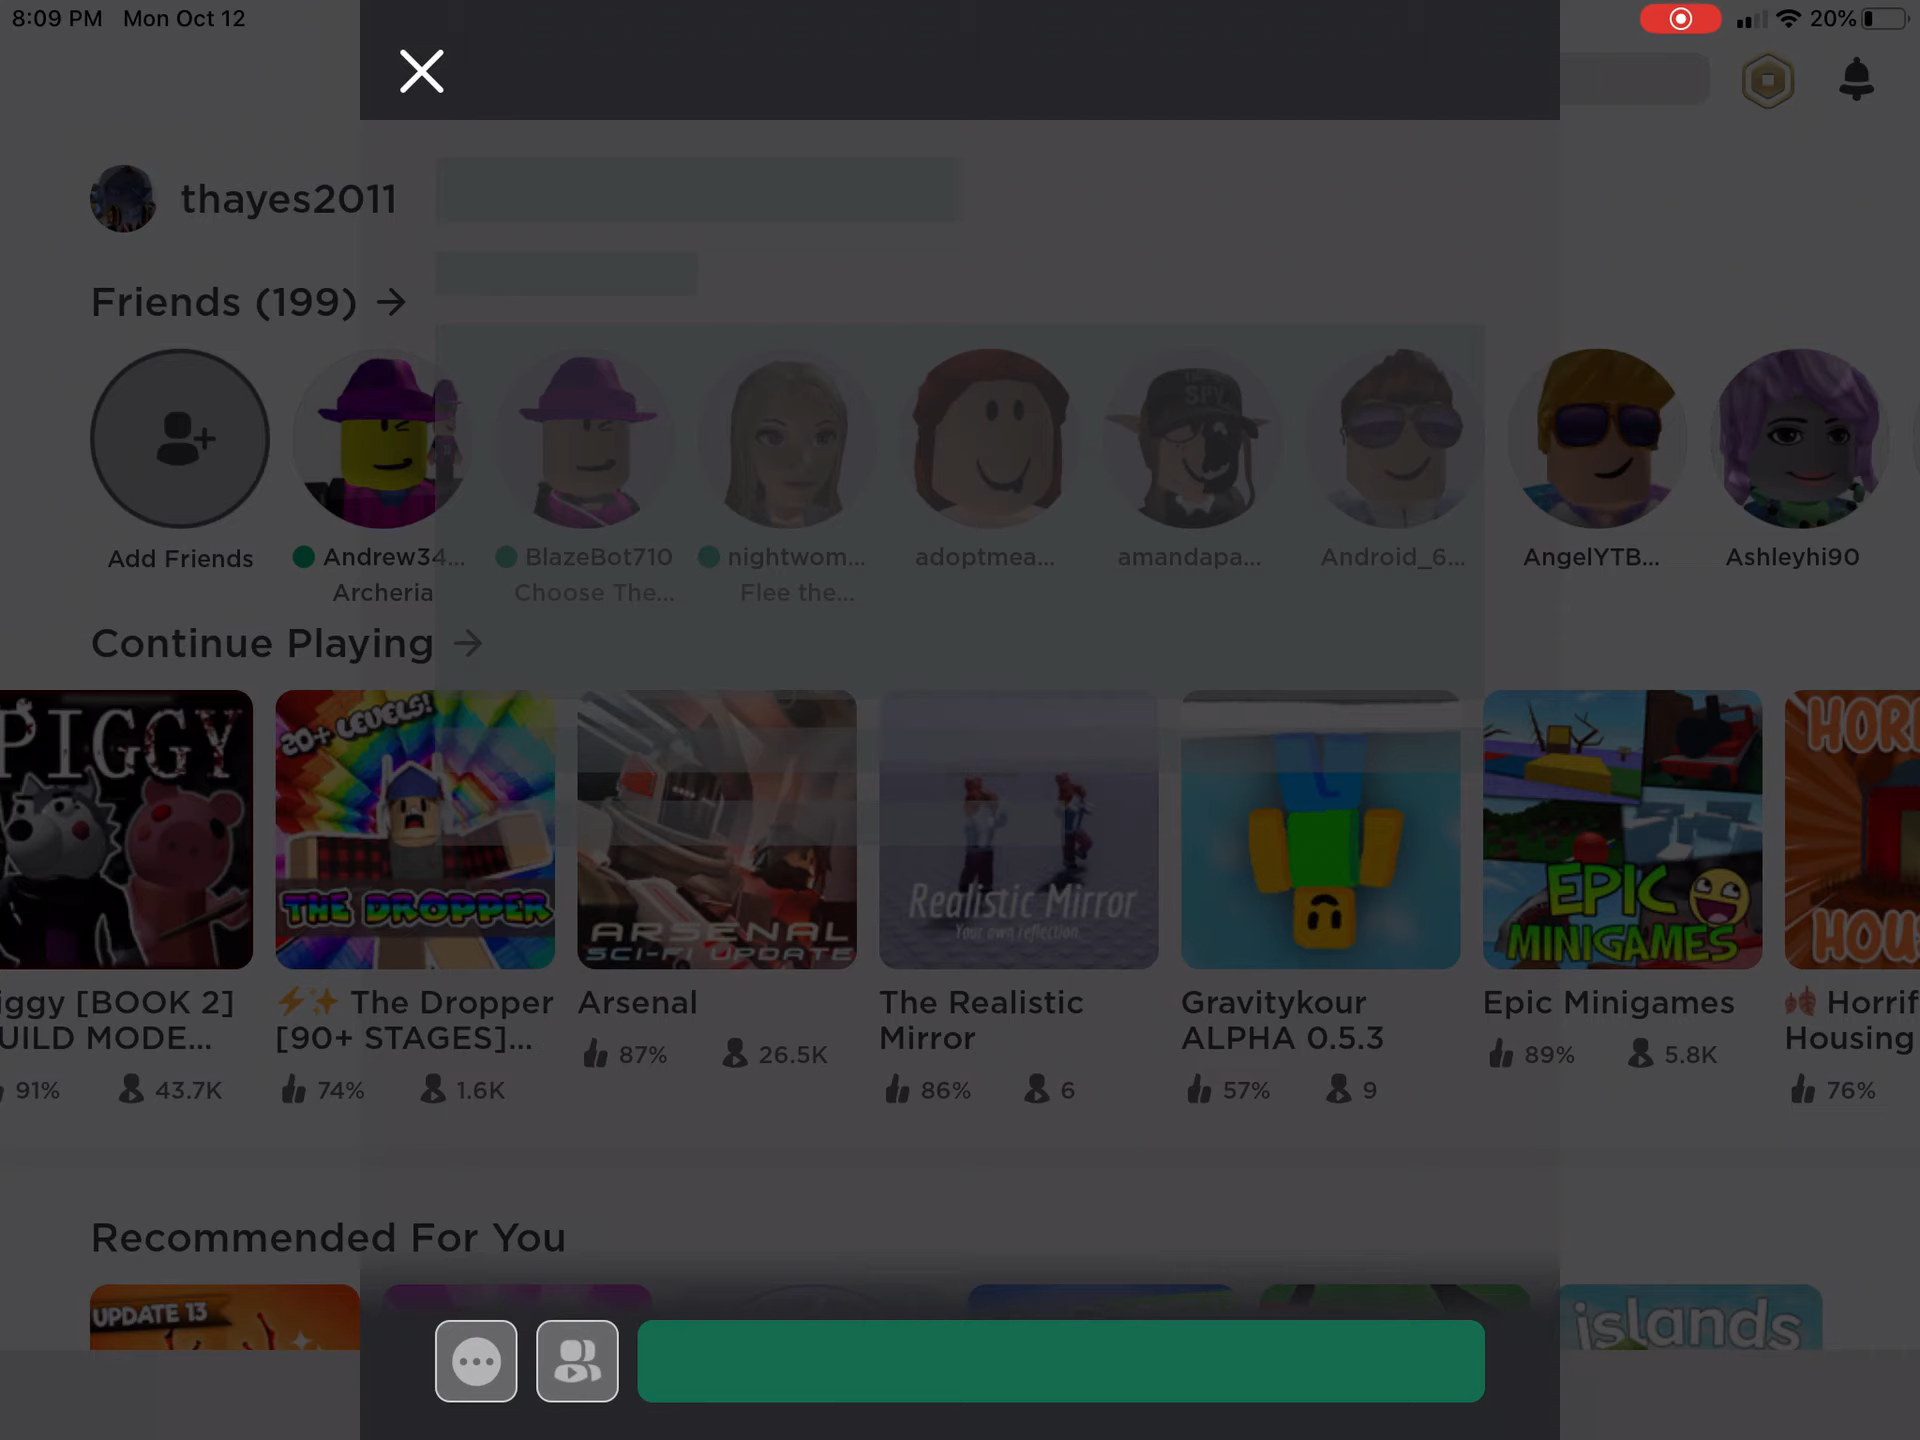 8:09 PM Mon Oct 12
20%
thayes2011
Friends (199) →
Add Friends
Andrew34...
Archeria
BlazeBot710
Choose The...
nightwom...
Flee the...
adoptmea...
amandapa...
Android_6...
AngelYTB...
Ashleyhi90
SPY
Continue Playing →
PIGGY
20+ LEVELS!
THE DROPPER
ARSENAL
SCI-FI UPDATE
Realistic Mirror
Your own reflection.
EPIC
MINIGAMES
HOR
HOU
iggy [BOOK 2]
UILD MODE...
91% 43.7K
⚡✨ The Dropper
[90+ STAGES]...
74% 1.6K
Arsenal
87% 26.5K
The Realistic
Mirror
86% 6
Gravitykour
ALPHA 0.5.3
57% 9
Epic Minigames
89% 5.8K
🍂 Horrif
Housing
76%
Recommended For You
UPDATE 13
islands